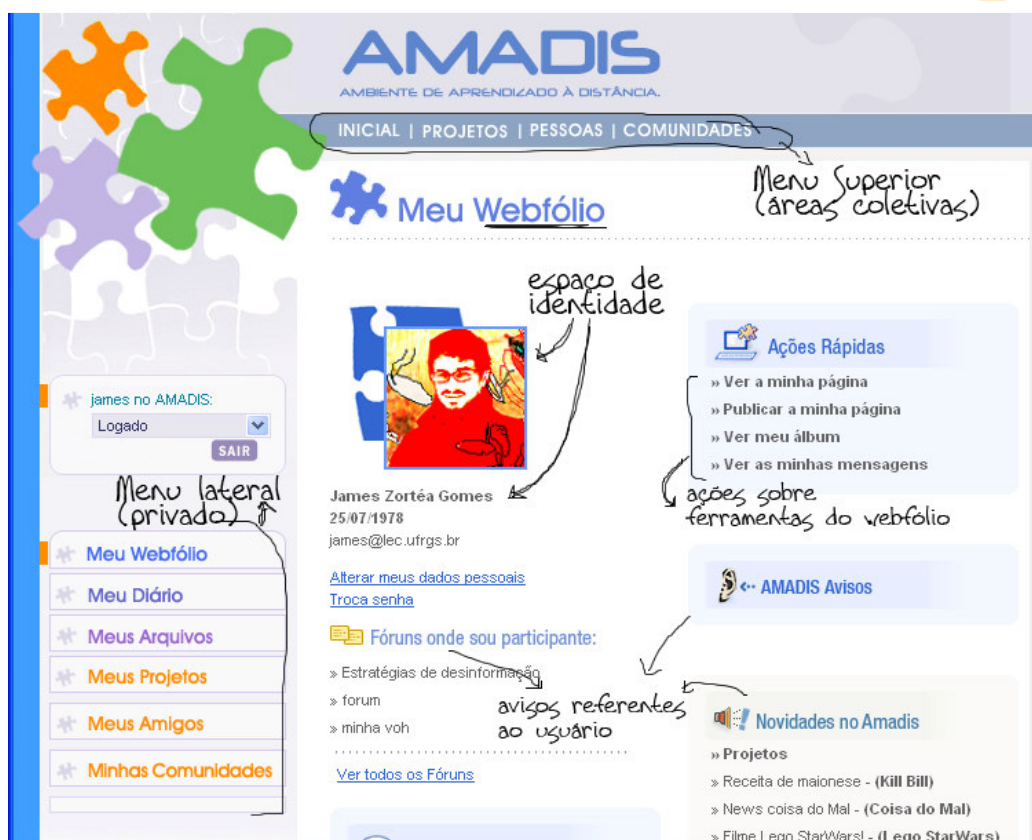 AMADIS
AMBIENTE DE APRENDIZADO À DISTÂNCIA.
INICIAL | PROJETOS | PESSOAS | COMUNIDADES
Menu Superior
(áreas coletivas)
Meu Webfólio
espaço de
identidade
james no AMADIS:
Logado
SAIR
Menu lateral
(privado)
Meu Webfólio
Meu Diário
Meus Arquivos
Meus Projetos
Meus Amigos
Minhas Comunidades
James Zortéa Gomes
25/07/1978
james@lec.ufrgs.br
Alterar meus dados pessoais
Troca senha
Fóruns onde sou participante:
» Estratégias de desinformação
» forum
» minha voh
Ver todos os Fóruns
avisos referentes
ao usuário
Ações Rápidas
» Ver a minha página
» Publicar a minha página
» Ver meu álbum
» Ver as minhas mensagens
ações sobre
ferramentas do webfólio
AMADIS Avisos
Novidades no Amadis
» Projetos
» Receita de maionese - (Kill Bill)
» News coisa do Mal - (Coisa do Mal)
» Filme Lego StarWars! - (Lego StarWars)